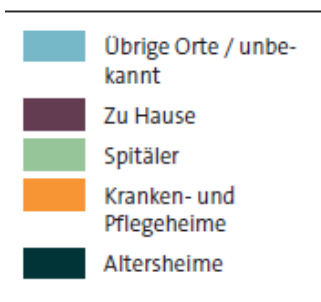 Übrige Orte / unbe-
kannt
Zu Hause
Spitäler
Kranken- und
Pflegeheime
Altersheime